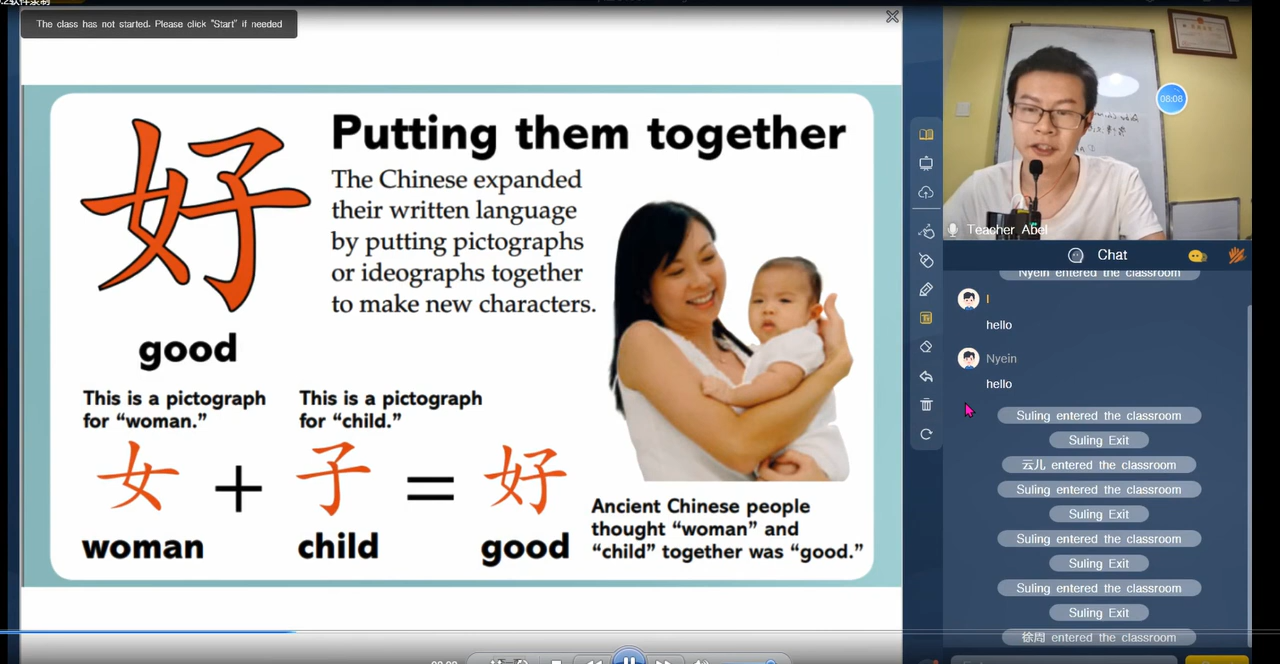 The class has not started. Please click "Start" if needed
好
good
Putting them together
The Chinese expanded
their written language
by putting pictographs
or ideographs together
to make new characters.
This is a pictograph
for “woman.”
This is a pictograph
for “child.”
女 + 子 = 好
woman
child
good
Ancient Chinese people
thought “woman” and
“child” together was “good.”
08:08
Teacher Abel
Chat
Nyein entered the classroom
I
hello
Nyein
hello
Suling entered the classroom
Suling Exit
云儿 entered the classroom
Suling entered the classroom
Suling Exit
Suling entered the classroom
Suling Exit
Suling entered the classroom
Suling Exit
徐周 entered the classroom